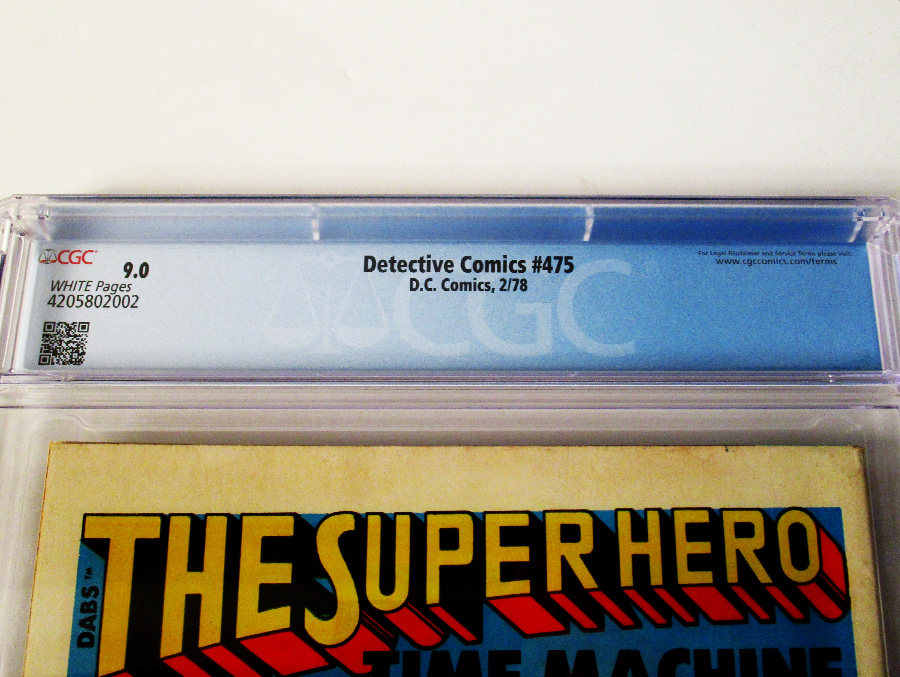 CGC
9.0
WHITE Pages
4205802002
Detective Comics #475
D.C. Comics, 2/78
For Legal Disclaimer and Service Terms please visit:
www.cgccomics.com/terms
CGC
THE SUPER HERO
DABS™
TIME MACHINE